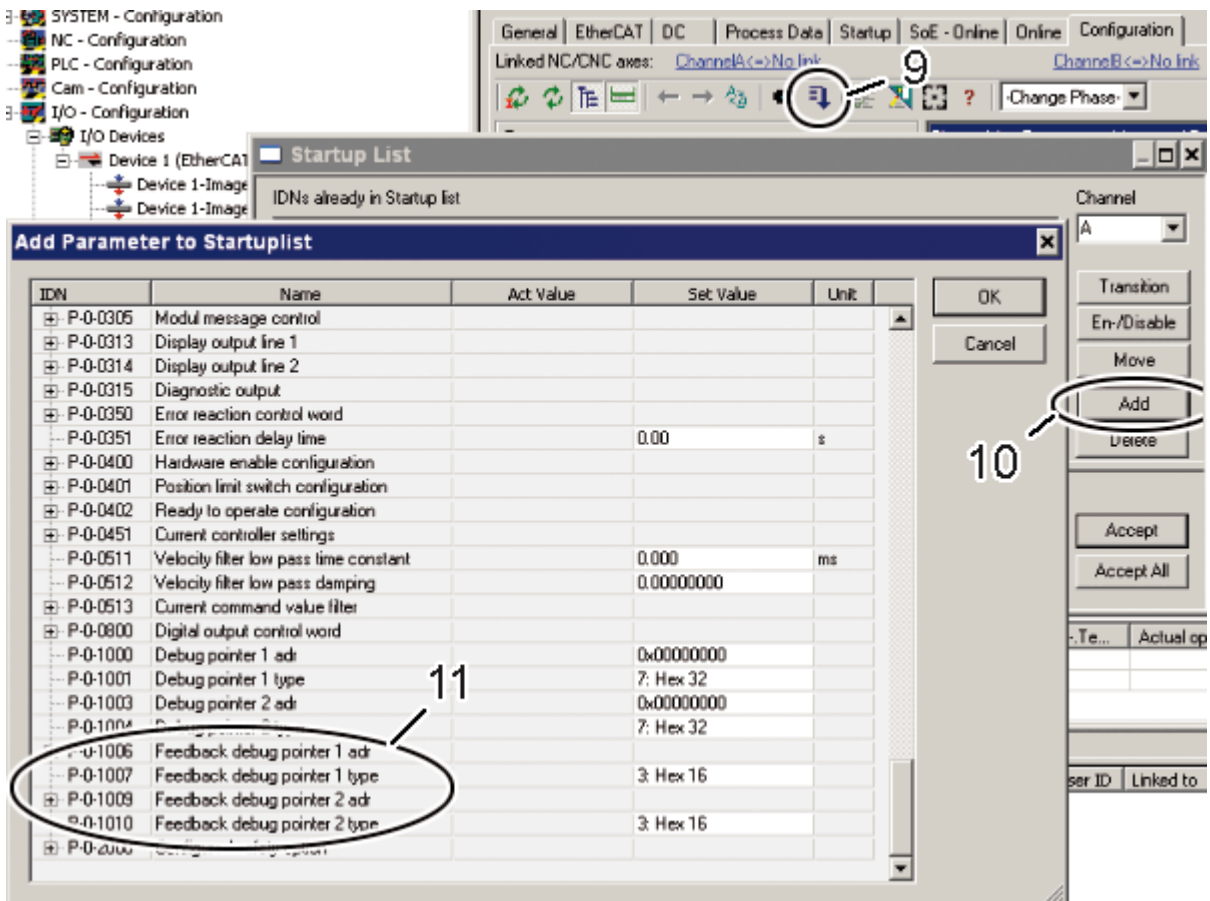 SYSTEM - Configuration
NC - Configuration
PLC - Configuration
Cam - Configuration
I/O - Configuration
I/O Devices
Device 1 (EtherCAT
Device 1-Image
Device 1-Image
General EtherCAT DC Process Data Startup SoE - Online Online Configuration
Linked NC/CNC axes: ChannelA<=>No link ChannelB<=>No link
9
-Change Phase-
Startup List
IDNs already in Startup list
Channel
A
Transition
En-/Disable
Move
Add
Delete
10
Accept
Accept All
-.Te... Actual op
ser ID Linked to
Add Parameter to Startuplist
OK
Cancel
IDN Name Act Value Set Value Unit
P-0-0305 Modul message control
P-0-0313 Display output line 1
P-0-0314 Display output line 2
P-0-0315 Diagnostic output
P-0-0350 Error reaction control word
P-0-0351 Error reaction delay time 0.00 s
P-0-0400 Hardware enable configuration
P-0-0401 Position limit switch configuration
P-0-0402 Ready to operate configuration
P-0-0451 Current controller settings
P-0-0511 Velocity filter low pass time constant 0.000 ms
P-0-0512 Velocity filter low pass damping 0.00000000
P-0-0513 Current command value filter
P-0-0800 Digital output control word
P-0-1000 Debug pointer 1 adr 0x00000000
P-0-1001 Debug pointer 1 type 7: Hex 32
P-0-1003 Debug pointer 2 adr 0x00000000
P-0-1004 7: Hex 32
P-0-1006 Feedback debug pointer 1 adr
P-0-1007 Feedback debug pointer 1 type 3: Hex 16
P-0-1009 Feedback debug pointer 2 adr
P-0-1010 Feedback debug pointer 2 type 3: Hex 16
P-0-2000
11